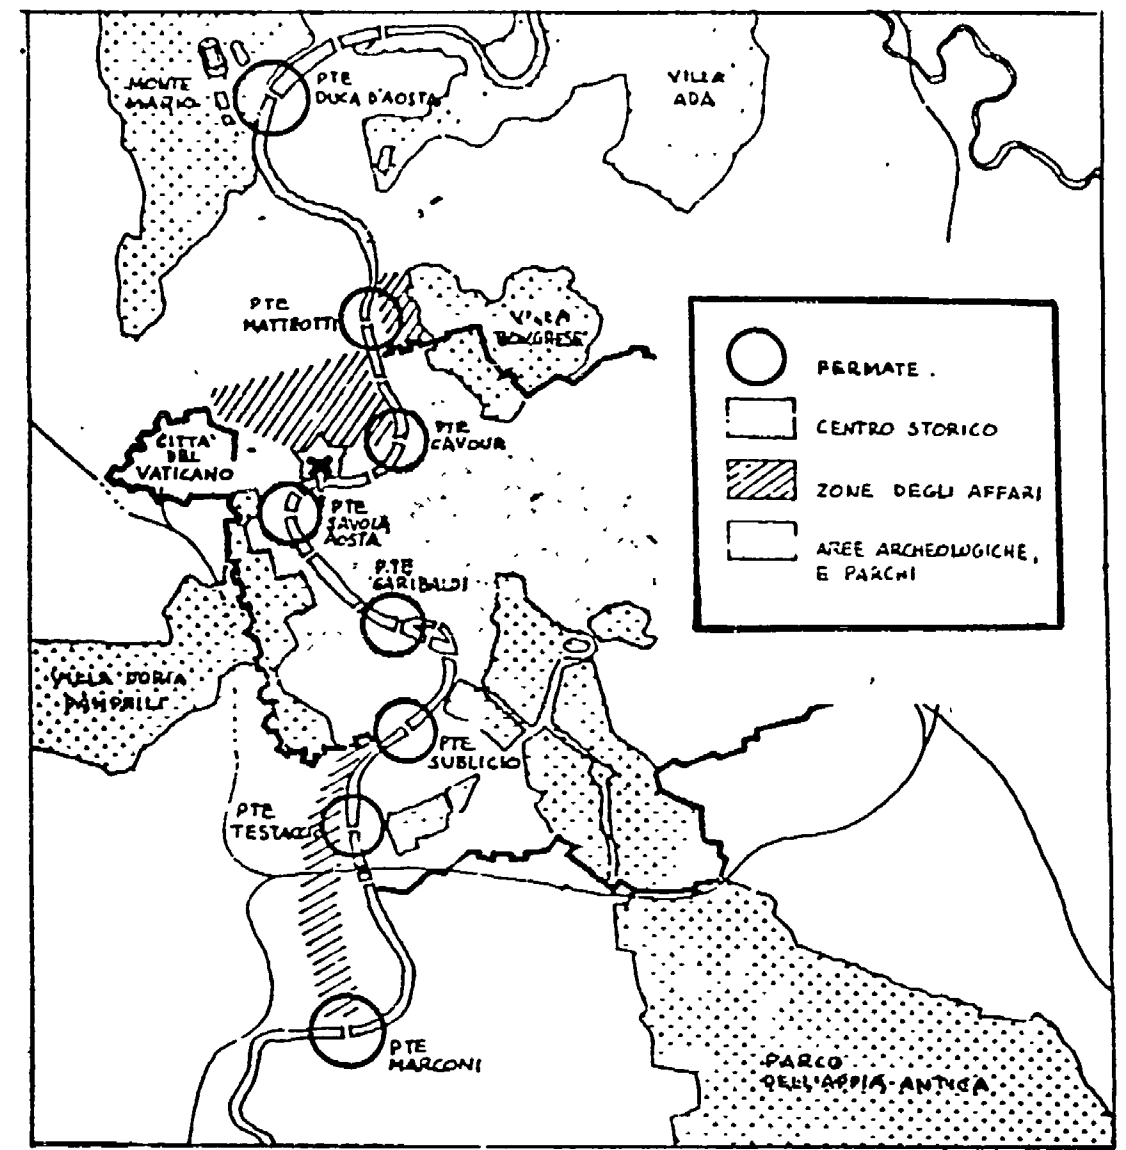 MONTE
MARIO
PTE
DUCA D'AOSTA
VILLA
ADA
PTE
MATTEOTTI
VILLA
BORGHESE
FERMATE.
CENTRO STORICO
ZONE DEGLI AFFARI
AREE ARCHEOLOGICHE,
E PARCHI
PTE
CAVOUR
CITTA'
DEL
VATICANO
PTE
SAVOIA
AOSTA
PTE
GARIBALDI
VILLA DORIA
PAMPHILI
PTE
SUBLICIO
PTE
TESTACCIO
PTE
MARCONI
PARCO
DELL'APPIA-ANTICA